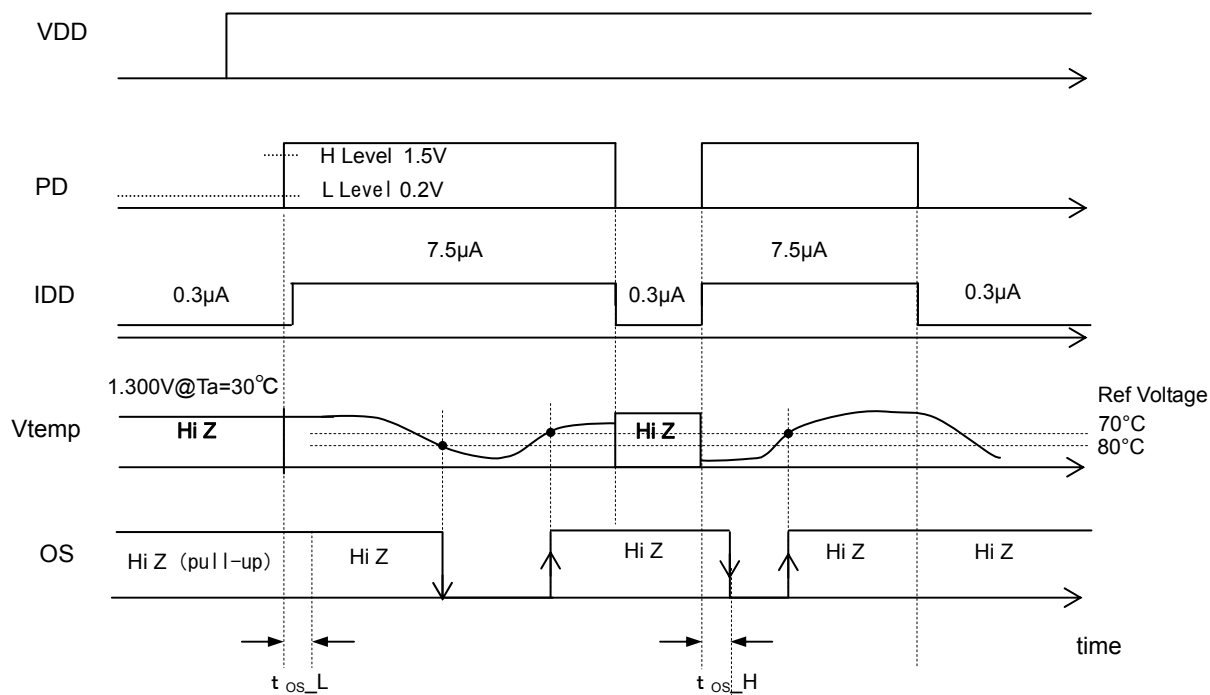 VDD
H Level 1.5V
PD
L Level 0.2V
7.5µA
7.5µA
IDD
0.3µA
0.3µA
0.3µA
1.300V@Ta=30°C
Ref Voltage
70°C
Vtemp
Hi Z
Hi Z
80°C
OS
Hi Z (pull-up)
Hi Z
Hi Z
Hi Z
Hi Z
time
t OS_L
t OS_H